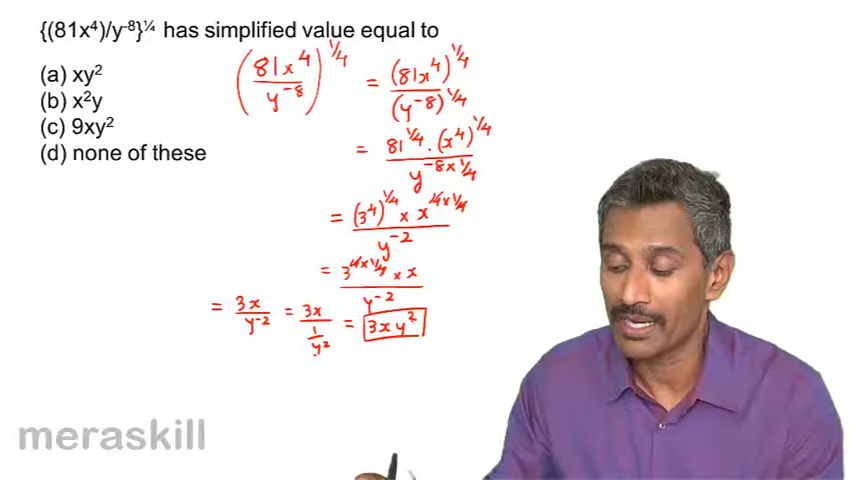 {(81x⁴)/y⁻⁸}^¼ has simplified value equal to
(a) xy²
(b) x²y
(c) 9xy²
(d) none of these
(81x⁴/y⁻⁸)^1/4 = (81x⁴)^1/4/(y⁻⁸)^1/4
= 81^1/4 · (x⁴)^1/4/y^-8×1/4
= (3⁴)^1/4 × x^4×1/4/y⁻²
= 3^4×1/4 × x/y⁻²
= 3x/y⁻² = 3x/(1/y²) = 3xy²
meraskill